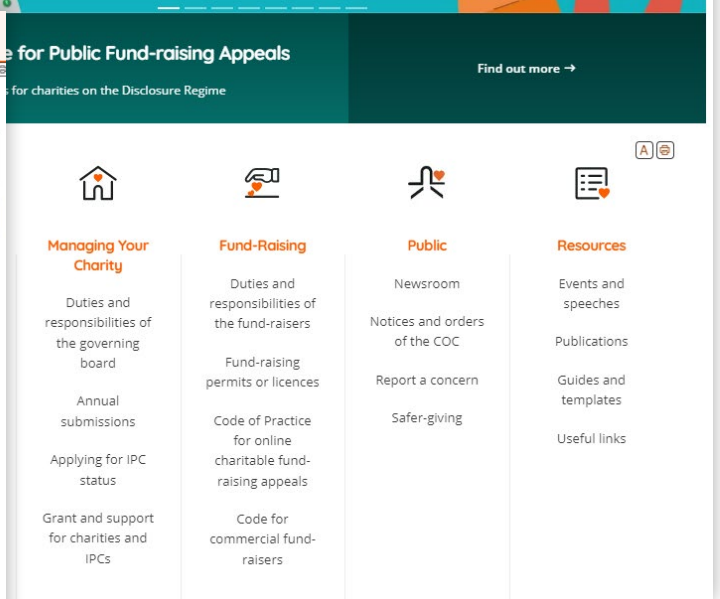 e for Public Fund-raising Appeals
for charities on the Disclosure Regime
Find out more →
A
Managing Your
Charity
Duties and
responsibilities of
the governing
board
Annual
submissions
Applying for IPC
status
Grant and support
for charities and
IPCs
Fund-Raising
Duties and
responsibilities of
the fund-raisers
Fund-raising
permits or licences
Code of Practice
for online
charitable fund-
raising appeals
Code for
commercial fund-
raisers
Public
Newsroom
Notices and orders
of the COC
Report a concern
Safer-giving
Resources
Events and
speeches
Publications
Guides and
templates
Useful links